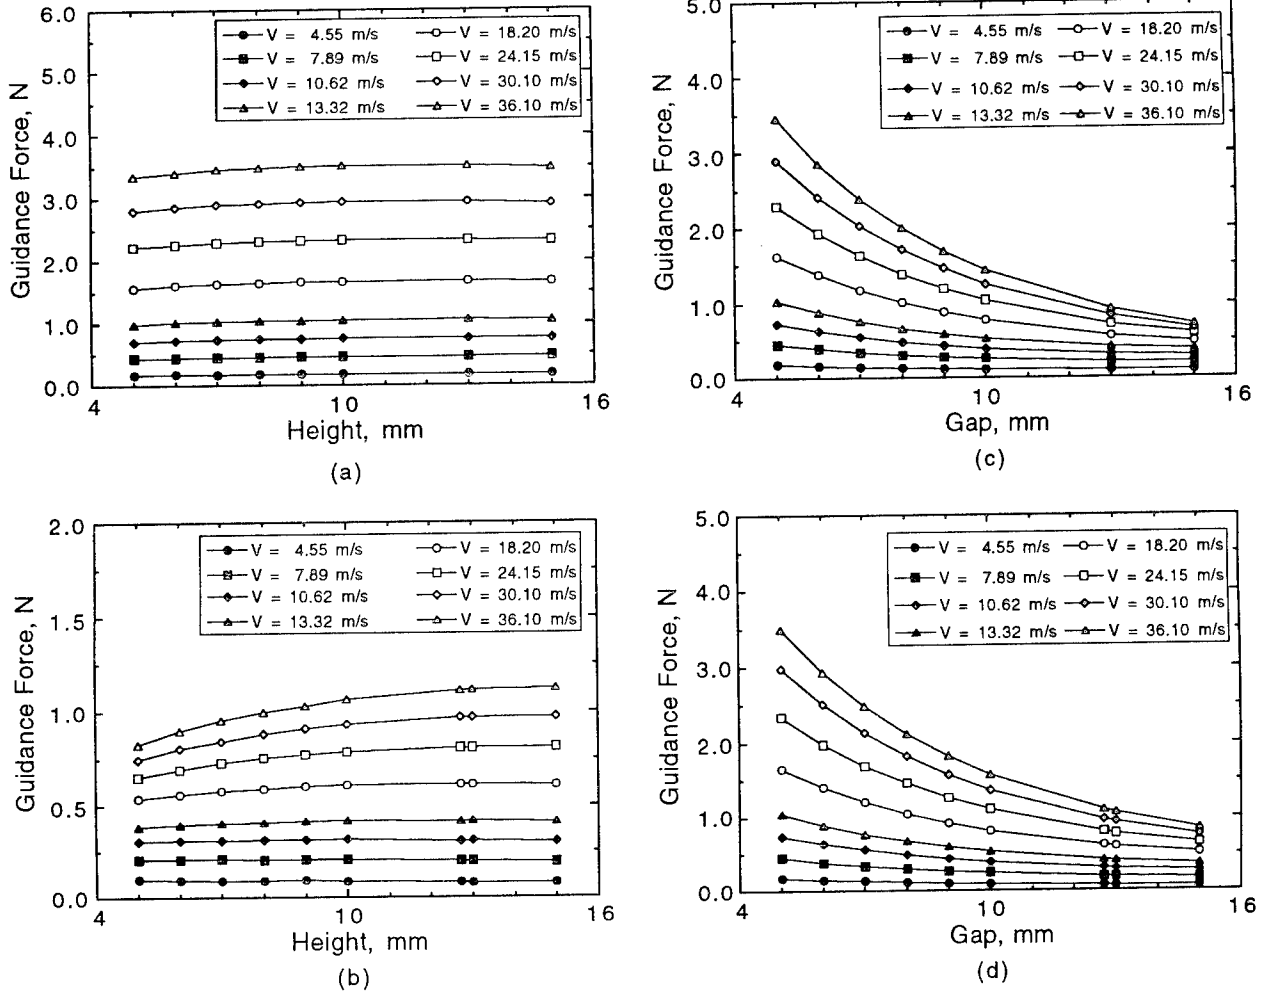 6.0
5.0
4.0
3.0
2.0
1.0
0.0
Guidance Force, N
V = 4.55 m/s
V = 7.89 m/s
V = 10.62 m/s
V = 13.32 m/s
V = 18.20 m/s
V = 24.15 m/s
V = 30.10 m/s
V = 36.10 m/s
4
10
16
Height, mm
(a)
5.0
4.0
3.0
2.0
1.0
0.0
Guidance Force, N
V = 4.55 m/s
V = 7.89 m/s
V = 10.62 m/s
V = 13.32 m/s
V = 18.20 m/s
V = 24.15 m/s
V = 30.10 m/s
V = 36.10 m/s
4
10
16
Gap, mm
(c)
2.0
1.5
1.0
0.5
0.0
Guidance Force, N
V = 4.55 m/s
V = 7.89 m/s
V = 10.62 m/s
V = 13.32 m/s
V = 18.20 m/s
V = 24.15 m/s
V = 30.10 m/s
V = 36.10 m/s
4
10
16
Height, mm
(b)
5.0
4.0
3.0
2.0
1.0
0.0
Guidance Force, N
V = 4.55 m/s
V = 7.89 m/s
V = 10.62 m/s
V = 13.32 m/s
V = 18.20 m/s
V = 24.15 m/s
V = 30.10 m/s
V = 36.10 m/s
4
10
16
Gap, mm
(d)